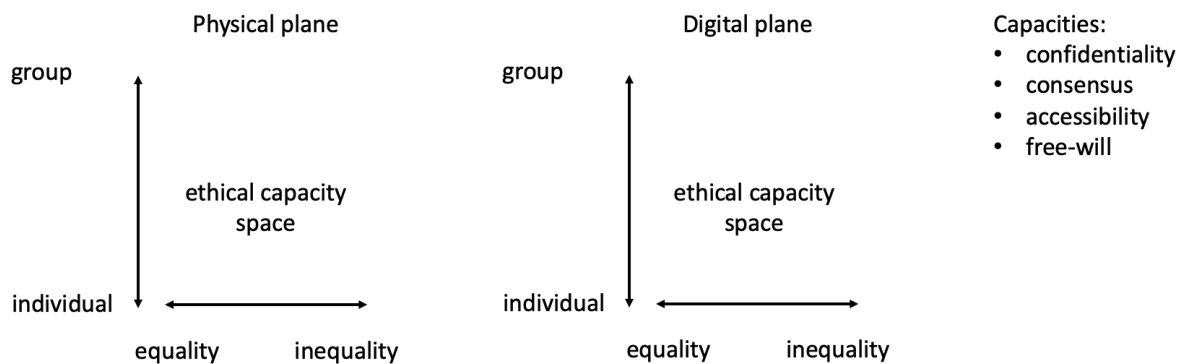 Physical plane
group
ethical capacity
space
individual
equality inequality
Digital plane
group
ethical capacity
space
individual
equality inequality
Capacities:
• confidentiality
• consensus
• accessibility
• free-will